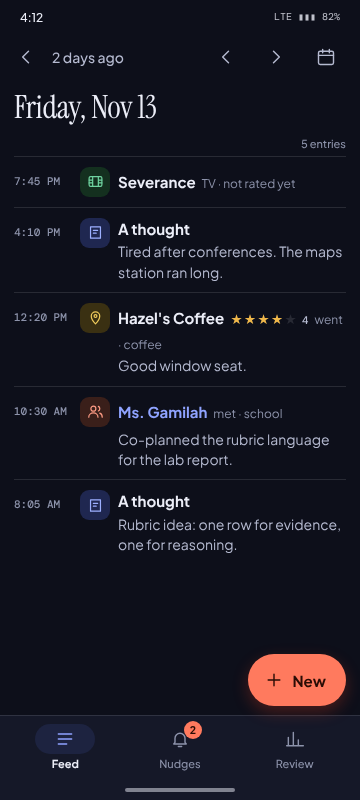 4:12
LTE 82%
2 days ago
Friday, Nov 13
5 entries
7:45 PM
Severance TV · not rated yet
4:10 PM
A thought
Tired after conferences. The maps
station ran long.
12:20 PM
Hazel's Coffee ★★★★★ 4 went
· coffee
Good window seat.
10:30 AM
Ms. Gamilah met · school
Co-planned the rubric language
for the lab report.
8:05 AM
A thought
Rubric idea: one row for evidence,
one for reasoning.
+ New
2
Feed
Nudges
Review